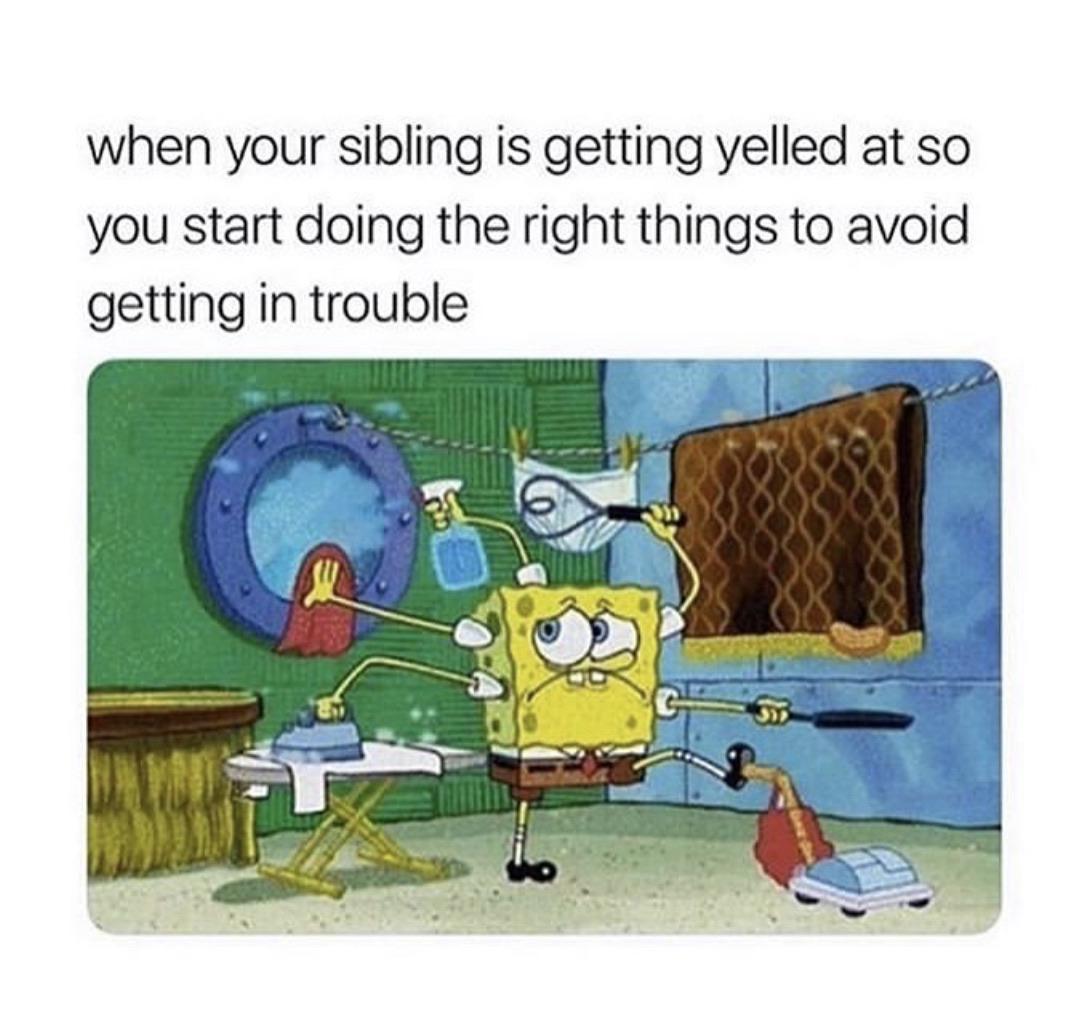 when your sibling is getting yelled at so
you start doing the right things to avoid
getting in trouble